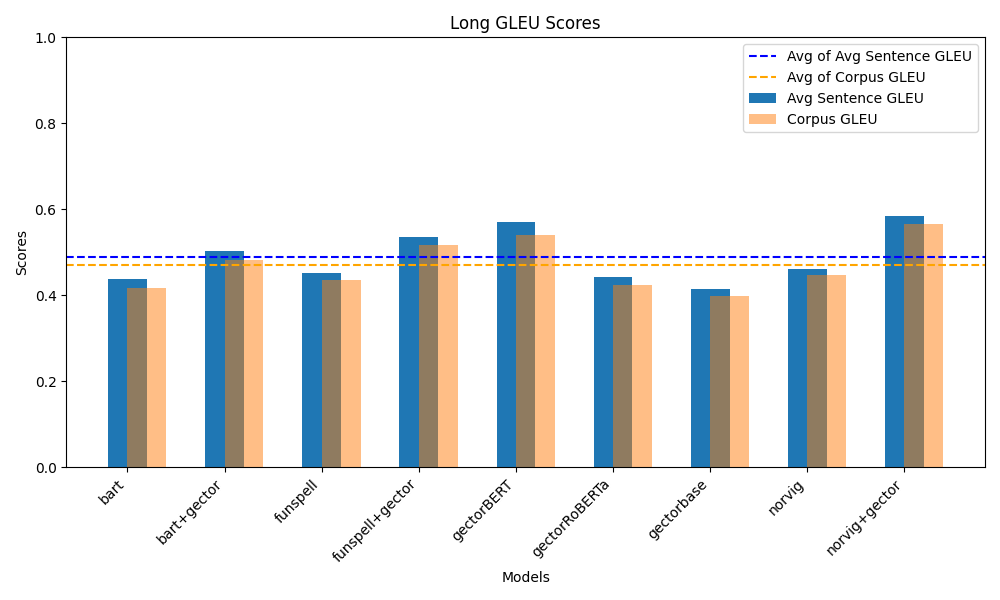 Long GLEU Scores
1.0
0.8
0.6
0.4
0.2
0.0
Scores
Avg of Avg Sentence GLEU
Avg of Corpus GLEU
Avg Sentence GLEU
Corpus GLEU
bart
bart+gector
funspell
funspell+gector
gectorBERT
gectorRoBERTa
gectorbase
norvig
norvig+gector
Models